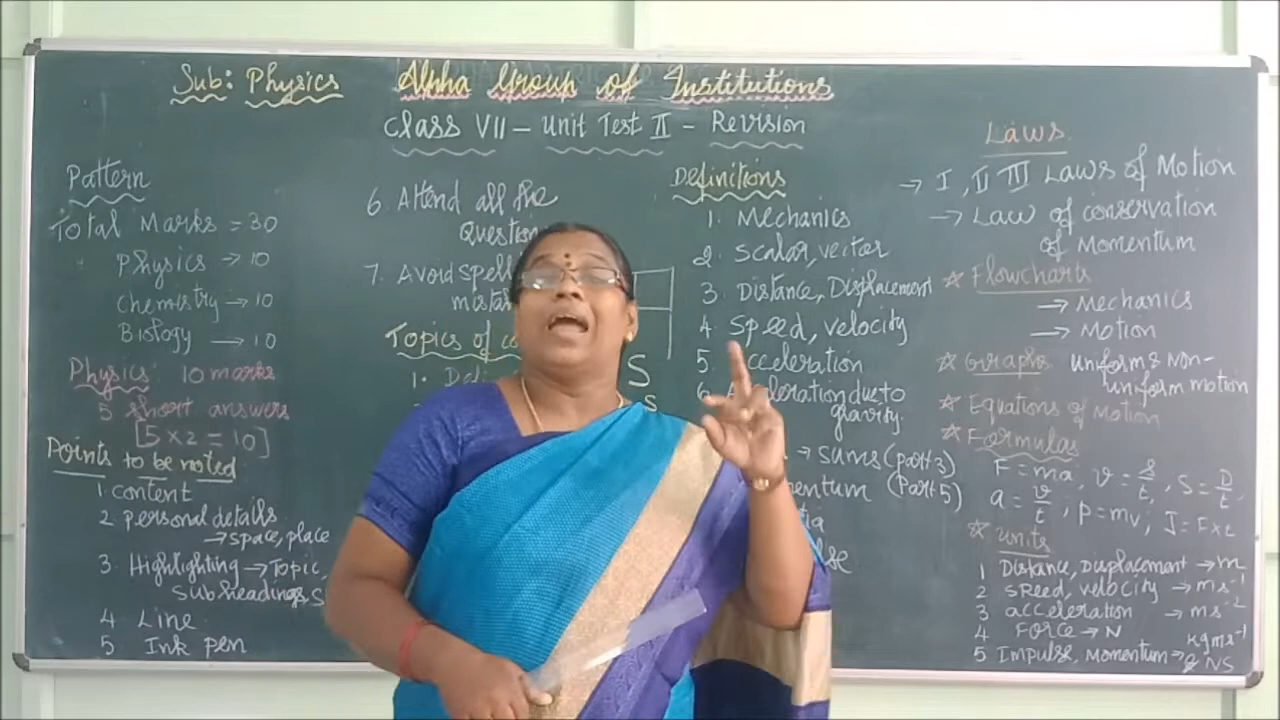 Sub: Physics
Alpha Group of Institutions
Class VII – Unit Test II – Revision
Pattern
Total Marks = 30
Physics → 10
Chemistry → 10
Biology → 10
Physics: 10 marks
5 short answers
[5 x 2 = 10]
Points to be noted
1. content
2 personal details
→ space, place
3. Highlighting → Topic,
Subheadings, S
4 Line
5 Ink pen
6. Attend all the
Question
7. Avoid spell
mista
Topics of co
1. De
S
S
Definitions
1. Mechanics
2. Scalar, vector
3. Distance, Displacement
4. Speed, velocity
5. acceleration
6. A leration due to
gravity.
→ sums (part 3)
mentum (Part 5)
tia
lse
Laws
→ I, II III Laws of Motion
→ Law of conservation
of Momentum
☆ Flowcharts
→ Mechanics
→ Motion
☆ Graphs uniform & non-
uniform motion
☆ Equations of Motion
☆ Formulas
F = ma, v = s/t, S = D/t,
a = v/t, p = mv, J = F x t
☆ units
1 Distance, Displacement → m
2 speed, velocity → ms⁻¹
3 acceleration → ms⁻²
4 Force → N
5 Impulse, Momentum → kgms⁻¹
& NS